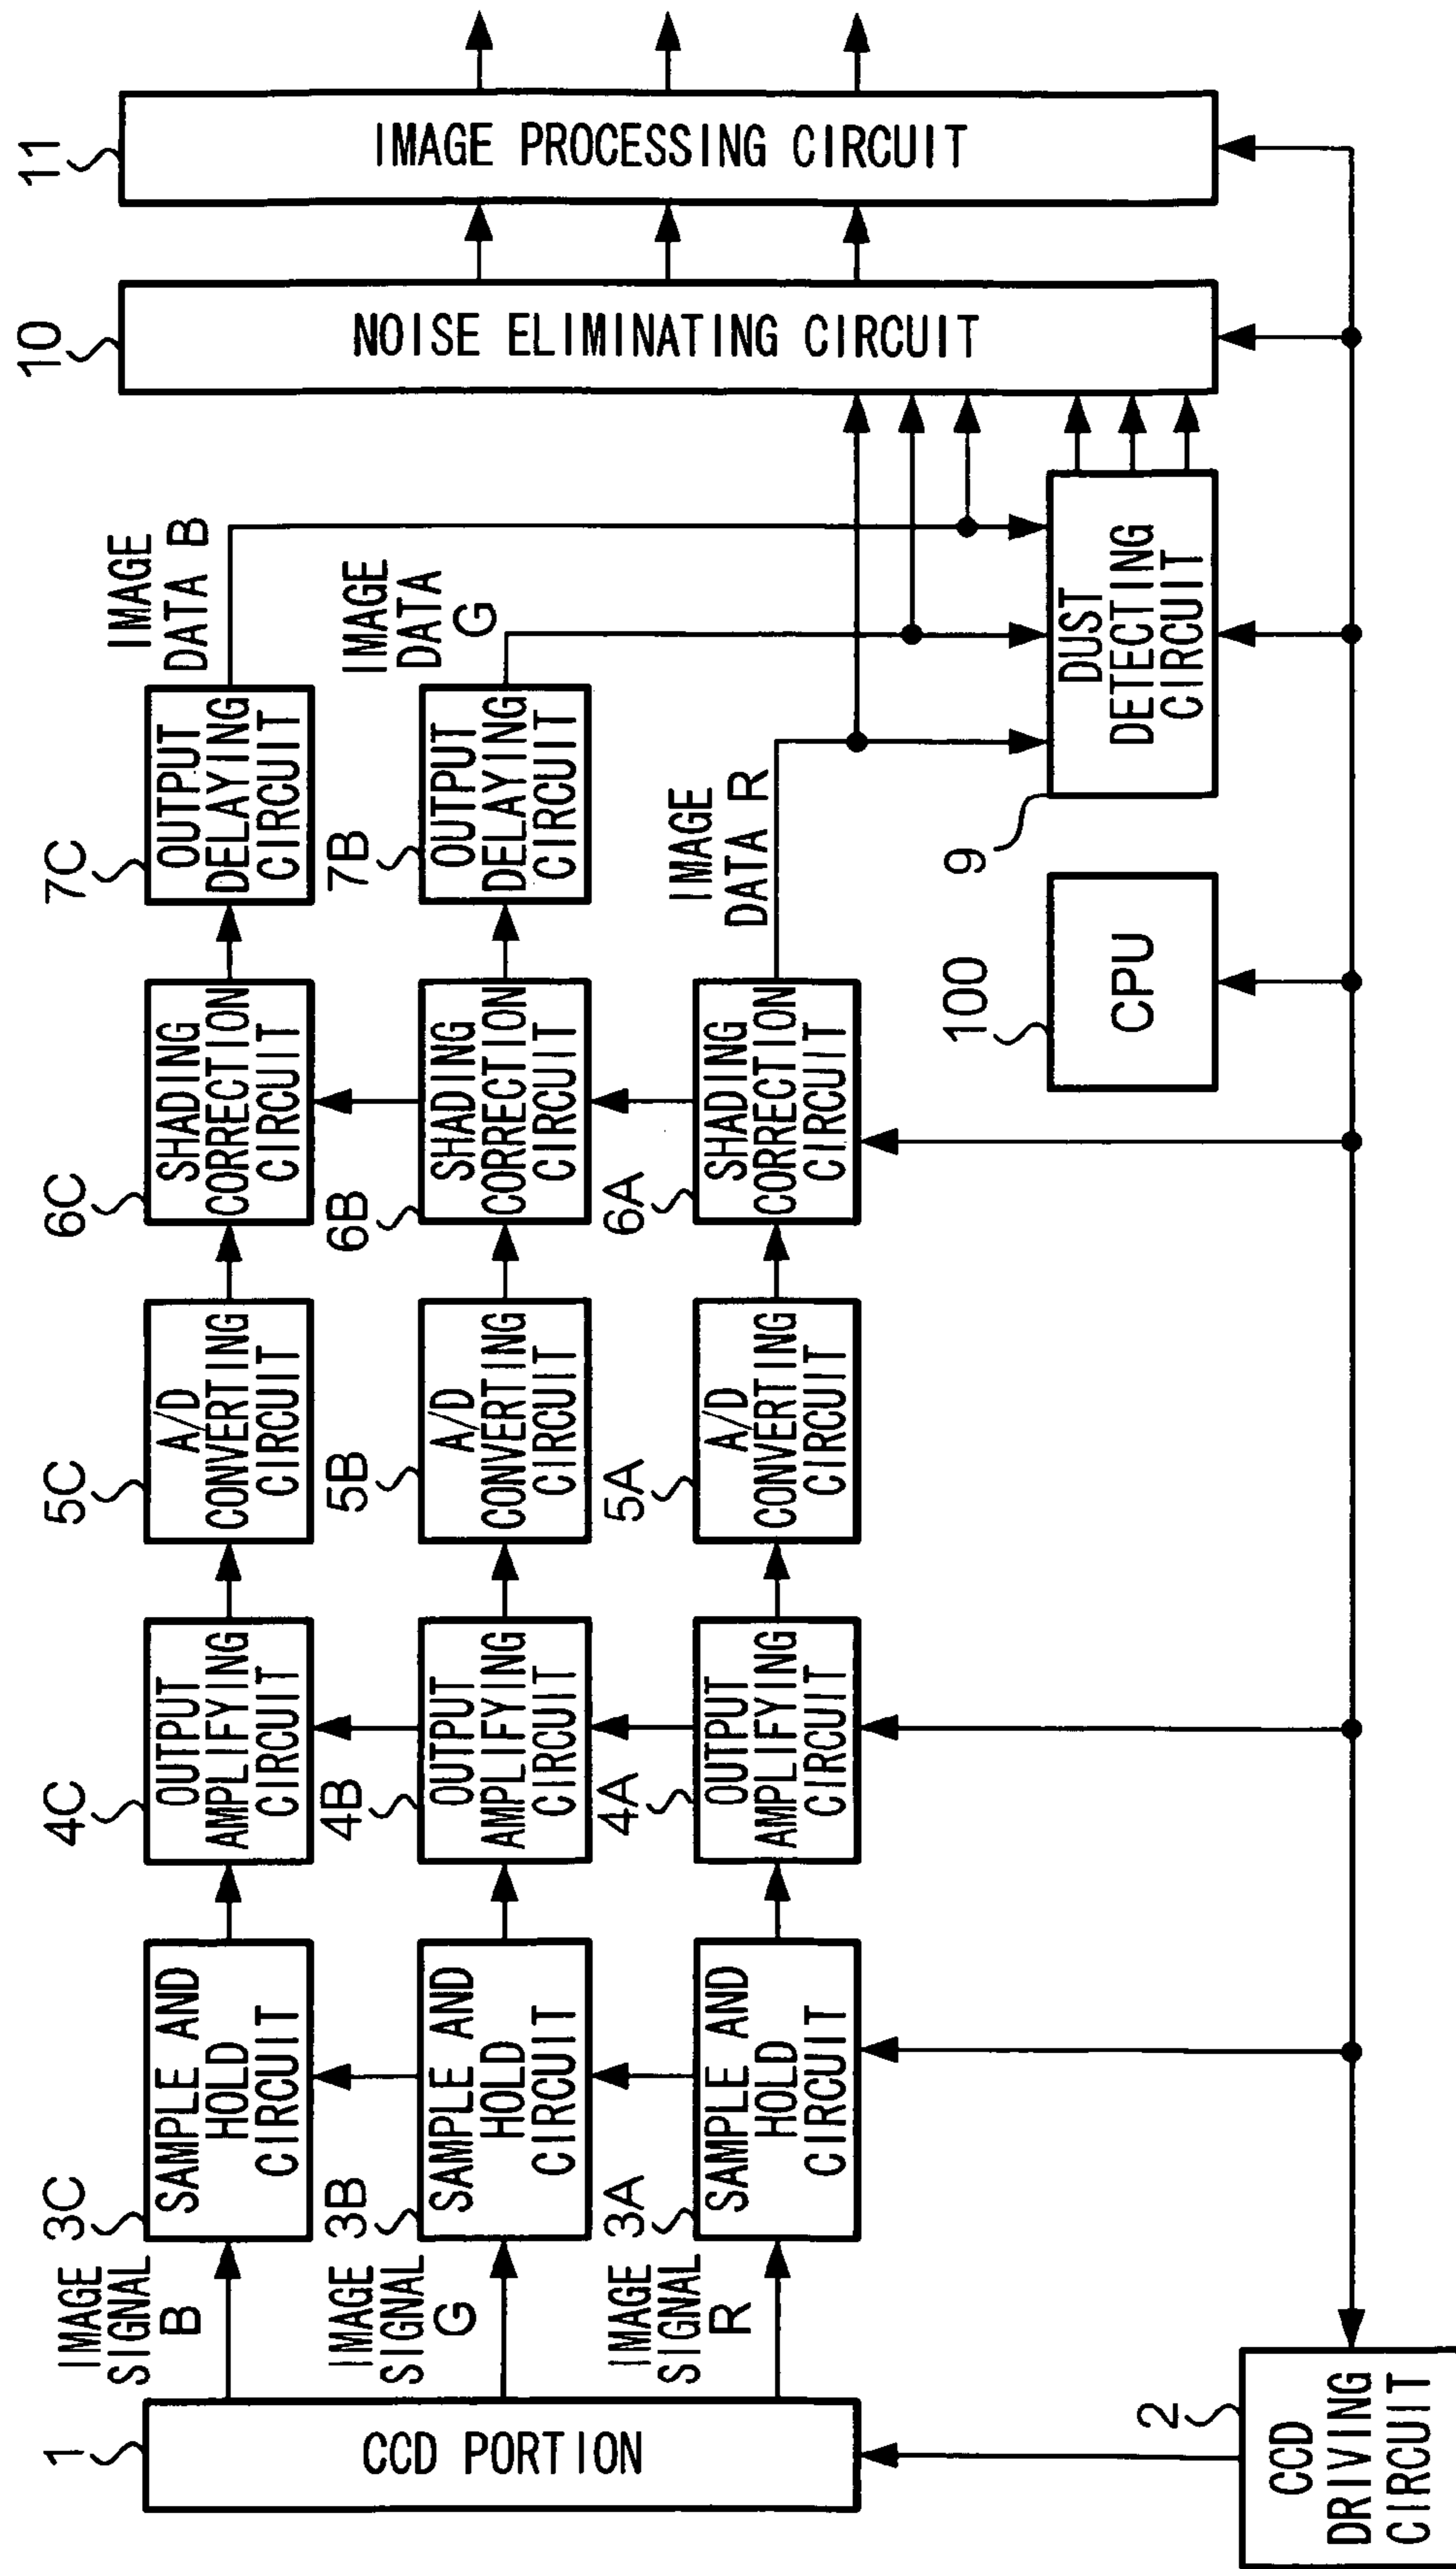 1
CCD PORTION
IMAGE
SIGNAL
B
IMAGE
SIGNAL
G
IMAGE
SIGNAL
R
2
CCD
DRIVING
CIRCUIT
3C
SAMPLE AND
HOLD
CIRCUIT
3B
SAMPLE AND
HOLD
CIRCUIT
3A
SAMPLE AND
HOLD
CIRCUIT
4C
OUTPUT
AMPLIFYING
CIRCUIT
4B
OUTPUT
AMPLIFYING
CIRCUIT
4A
OUTPUT
AMPLIFYING
CIRCUIT
5C
A/D
CONVERTING
CIRCUIT
5B
A/D
CONVERTING
CIRCUIT
5A
A/D
CONVERTING
CIRCUIT
6C
SHADING
CORRECTION
CIRCUIT
6B
SHADING
CORRECTION
CIRCUIT
6A
SHADING
CORRECTION
CIRCUIT
7C
OUTPUT
DELAYING
CIRCUIT
7B
OUTPUT
DELAYING
CIRCUIT
IMAGE
DATA B
IMAGE
DATA
G
IMAGE
DATA R
100
CPU
9
DUST
DETECTING
CIRCUIT
10
NOISE ELIMINATING CIRCUIT
11
IMAGE PROCESSING CIRCUIT